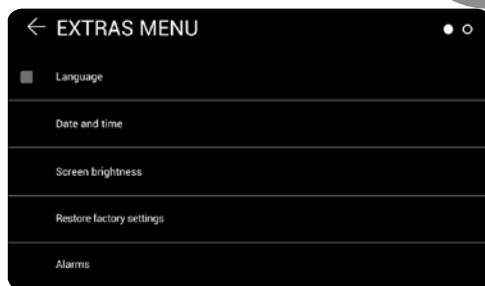 EXTRAS MENU
Language
Date and time
Screen brightness
Restore factory settings
Alarms